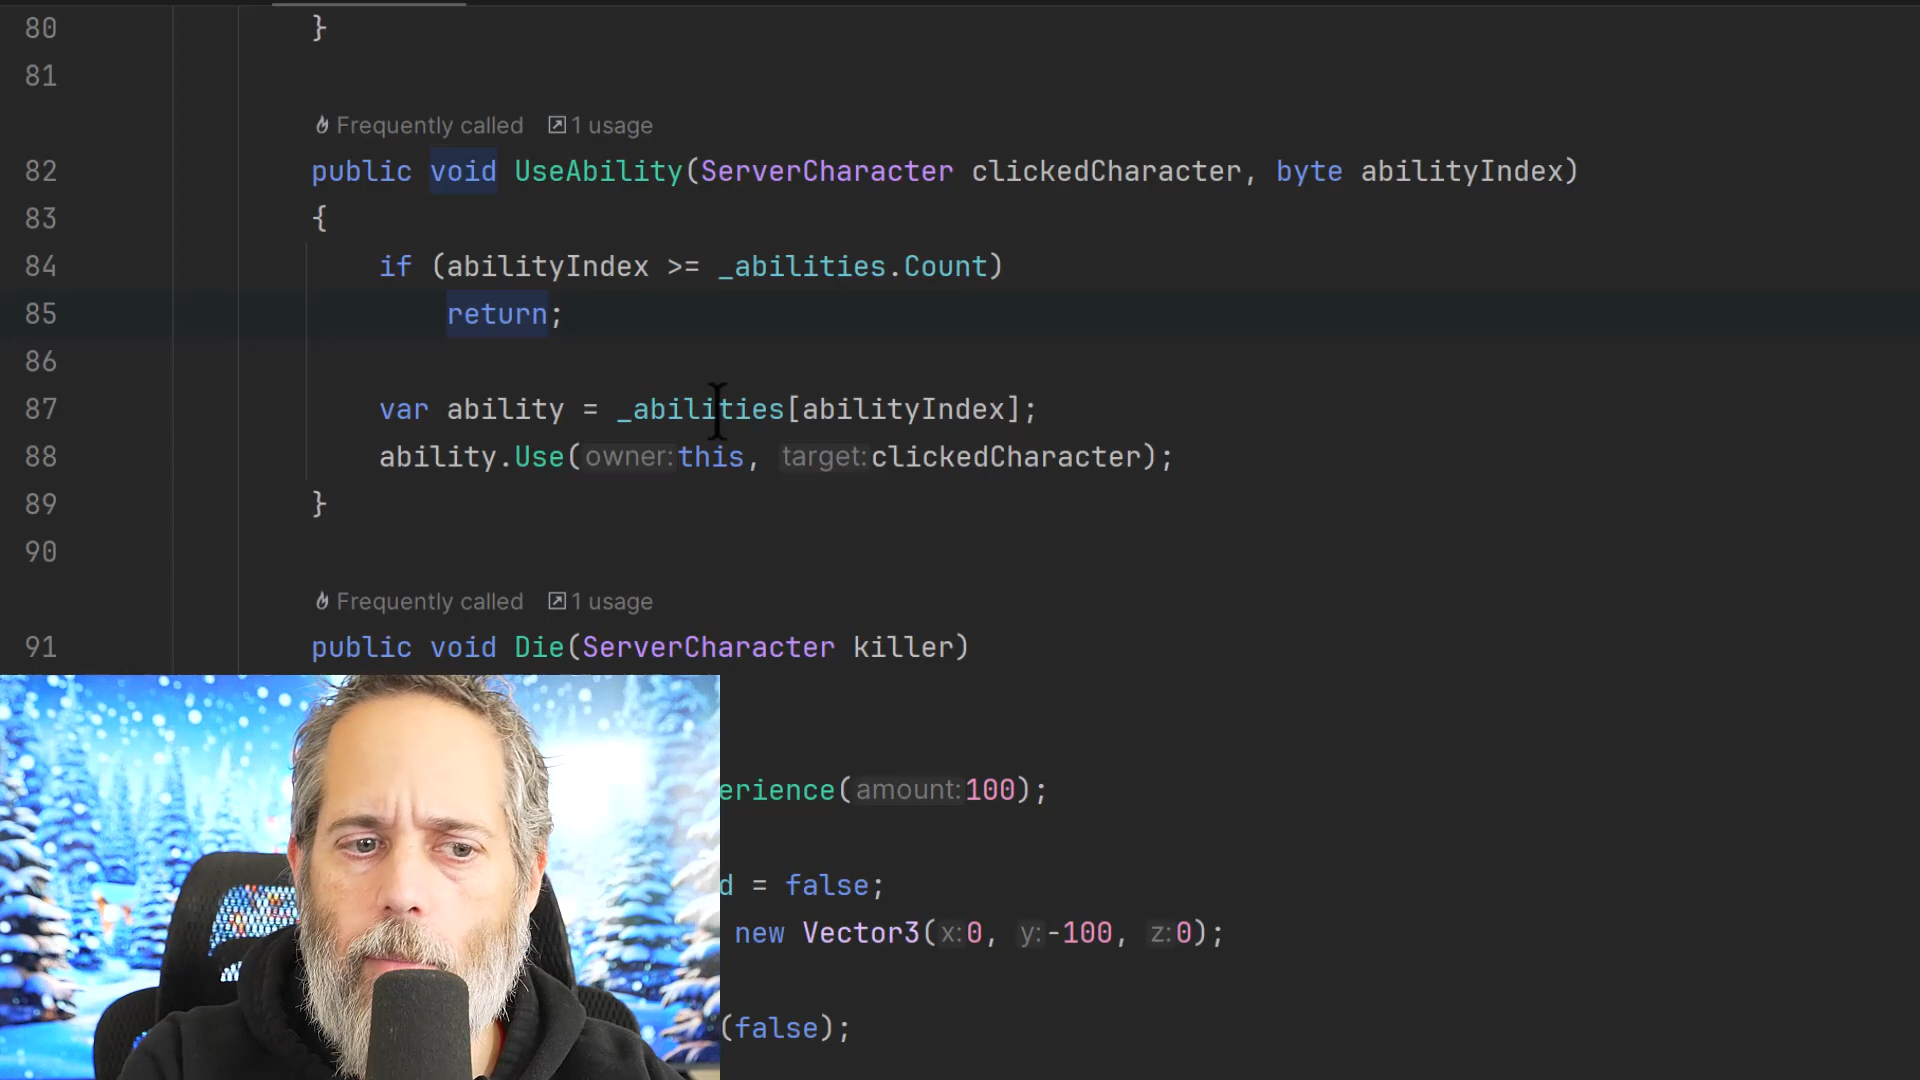 80 }
81
Frequently called 1 usage
82 public void UseAbility(ServerCharacter clickedCharacter, byte abilityIndex)
83 {
84 if (abilityIndex >= _abilities.Count)
85 return;
86
87 var ability = _abilities[abilityIndex];
88 ability.Use(owner:this, target:clickedCharacter);
89 }
90
Frequently called 1 usage
91 public void Die(ServerCharacter killer)
erience(amount:100);
d = false;
new Vector3(x:0, y:-100, z:0);
(false);